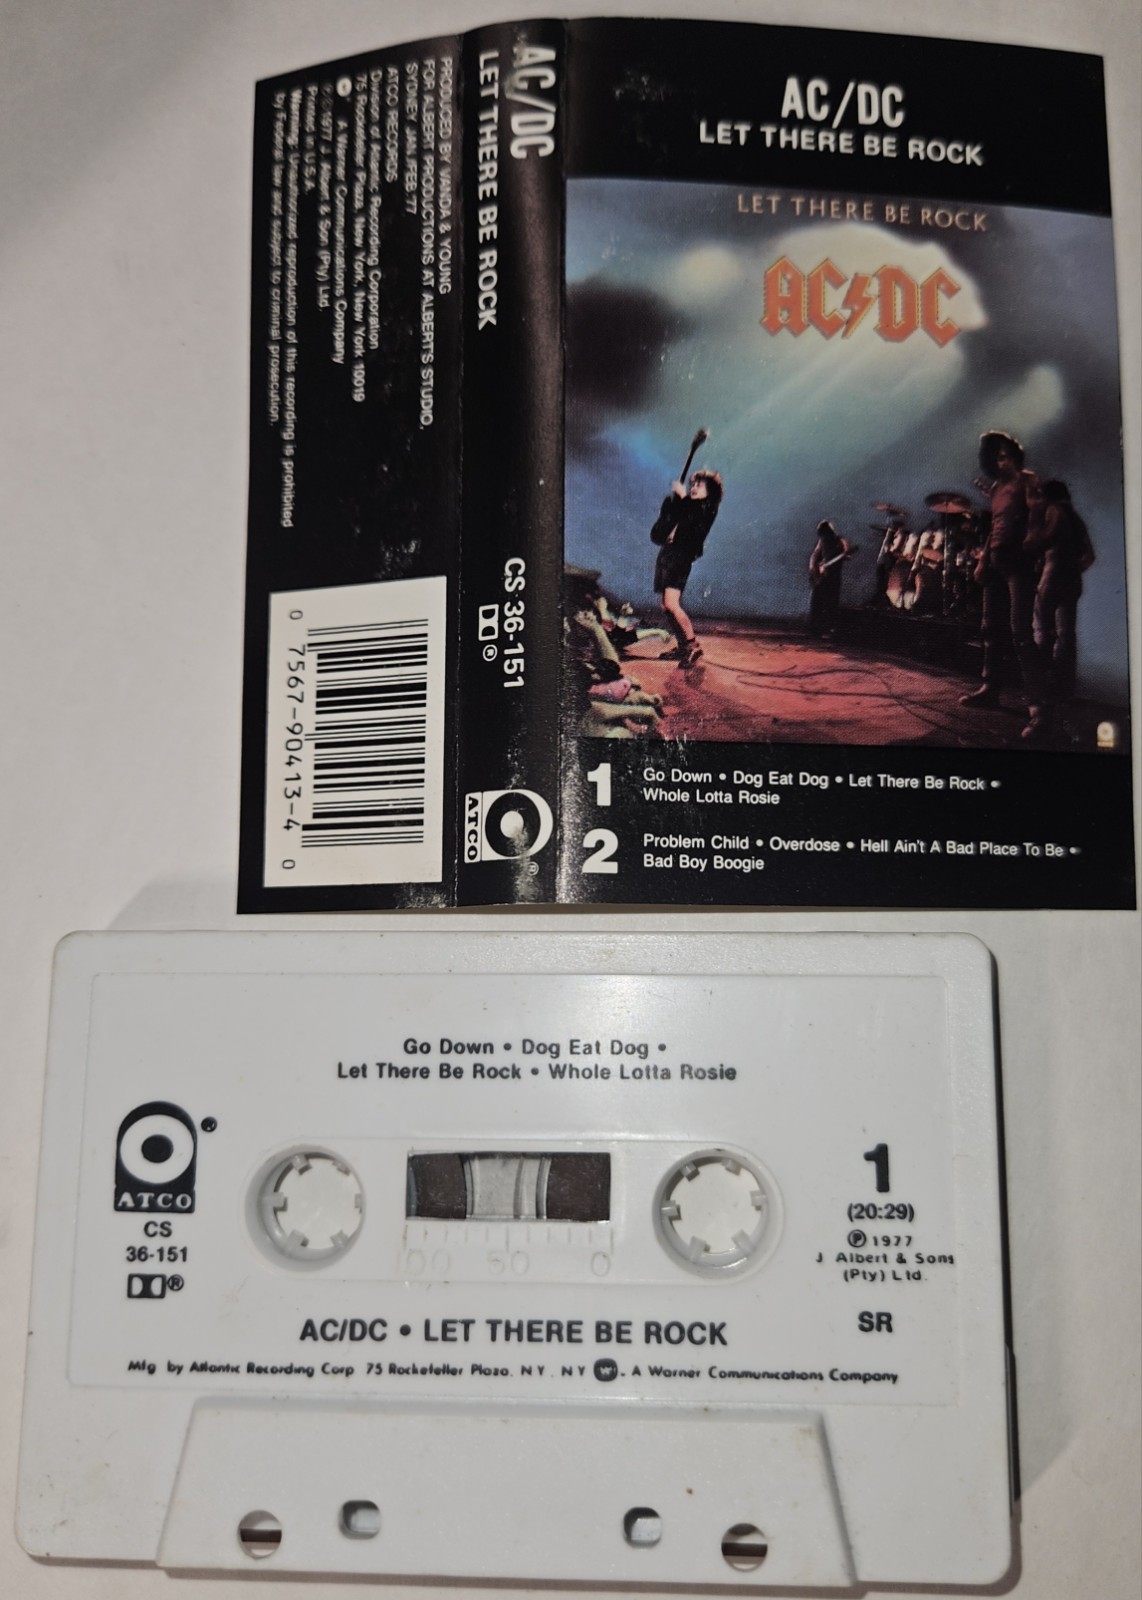 AC/DC
LET THERE BE ROCK
LET THERE BE ROCK
AC DC
1
Go Down • Dog Eat Dog • Let There Be Rock •
Whole Lotta Rosie
2
Problem Child • Overdose • Hell Ain't A Bad Place To Be •
Bad Boy Boogie
AC/DC
LET THERE BE ROCK
CS 36-151
®
ATCO
®
PRODUCED BY VANDA & YOUNG
FOR ALBERT PRODUCTIONS AT ALBERT'S STUDIO,
SYDNEY JAN./FEB. 77
ATCO RECORDS
Division of Atlantic Recording Corporation
75 Rockefeller Plaza, New York, New York 10019
A Warner Communications Company
℗©1977 J. Albert & Son (Pty) Ltd.
Printed in U.S.A.
Warning: Unauthorized reproduction of this recording is prohibited
by Federal law and subject to criminal prosecution.
0 7567-90413-4 0
Go Down • Dog Eat Dog •
Let There Be Rock • Whole Lotta Rosie
®
ATCO
CS
36-151
®
100 50 0
1
(20:29)
℗ 1977
J Albert & Sons
(Pty) Ltd.
SR
AC/DC • LET THERE BE ROCK
Mfg by Atlantic Recording Corp 75 Rockefeller Plaza. N Y . N Y W . A Warner Communications Company